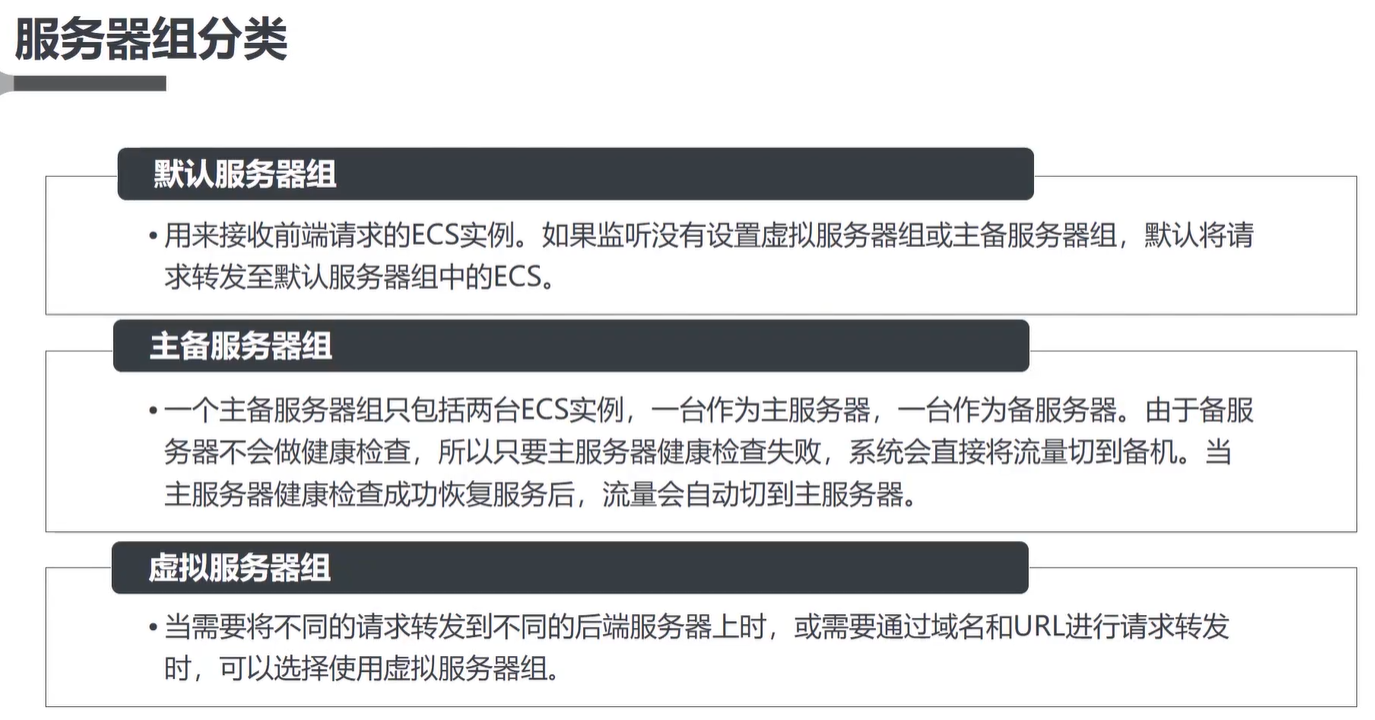 服务器组分类
默认服务器组
•用来接收前端请求的ECS实例。如果监听没有设置虚拟服务器组或主备服务器组，默认将请
求转发至默认服务器组中的ECS。
主备服务器组
•一个主备服务器组只包括两台ECS实例，一台作为主服务器，一台作为备服务器。由于备服
务器不会做健康检查，所以只要主服务器健康检查失败，系统会直接将流量切到备机。当
主服务器健康检查成功恢复服务后，流量会自动切到主服务器。
虚拟服务器组
•当需要将不同的请求转发到不同的后端服务器上时，或需要通过域名和URL进行请求转发
时，可以选择使用虚拟服务器组。